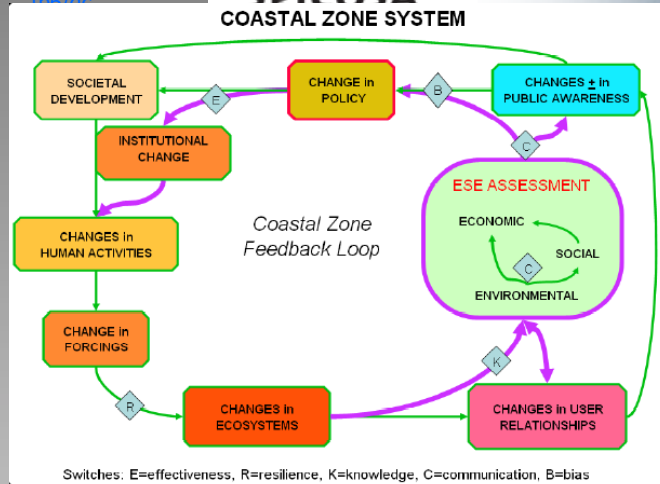 COASTAL ZONE SYSTEM
SOCIETAL
DEVELOPMENT
E
CHANGE in
POLICY
B
CHANGES ± in
PUBLIC AWARENESS
INSTITUTIONAL
CHANGE
C
ESE ASSESSMENT
ECONOMIC
SOCIAL
C
ENVIRONMENTAL
Coastal Zone
Feedback Loop
CHANGES in
HUMAN ACTIVITIES
CHANGE in
FORCINGS
R
K
CHANGES in
ECOSYSTEMS
CHANGES in USER
RELATIONSHIPS
Switches: E=effectiveness, R=resilience, K=knowledge, C=communication, B=bias